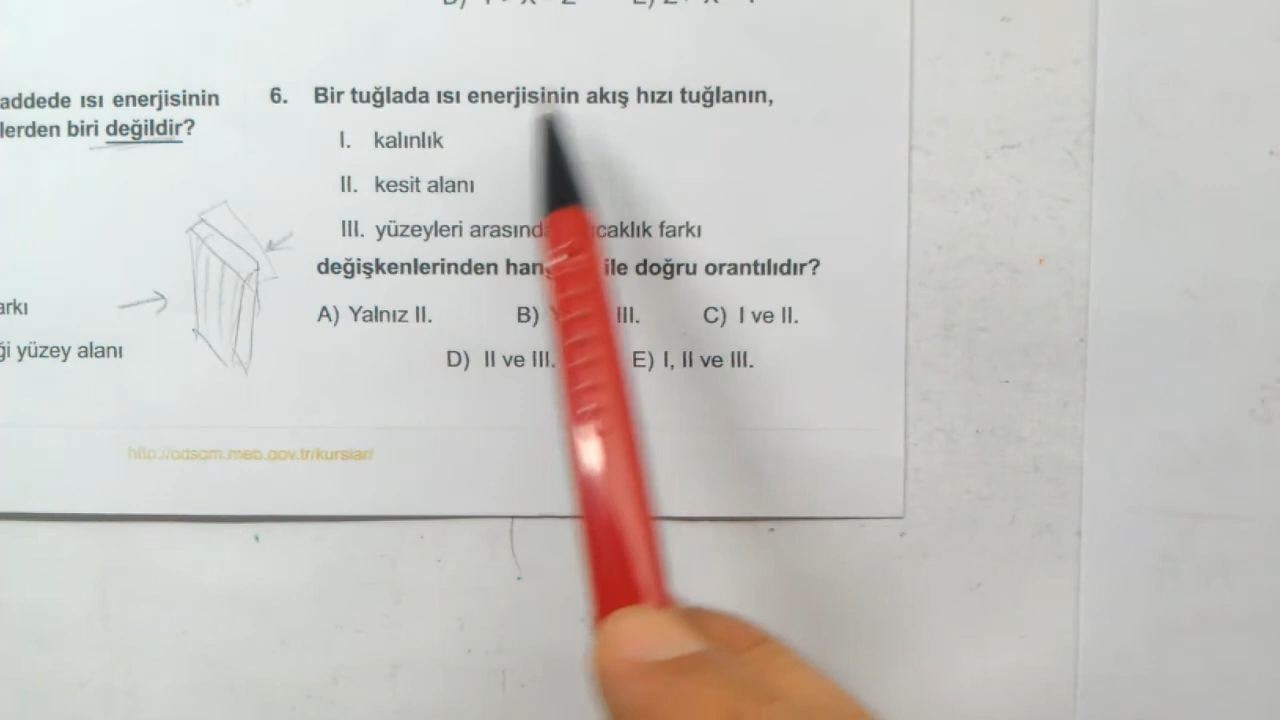 addede ısı enerjisinin
lerden biri değildir?
arkı
ği yüzey alanı
6. Bir tuğlada ısı enerjisinin akış hızı tuğlanın,
I. kalınlık
II. kesit alanı
III. yüzeyleri arasınd caklık farkı
değişkenlerinden han ile doğru orantılıdır?
A) Yalnız II. B) III. C) I ve II.
D) II ve III. E) I, II ve III.
http://odsgm.meb.gov.tr/kurslar/